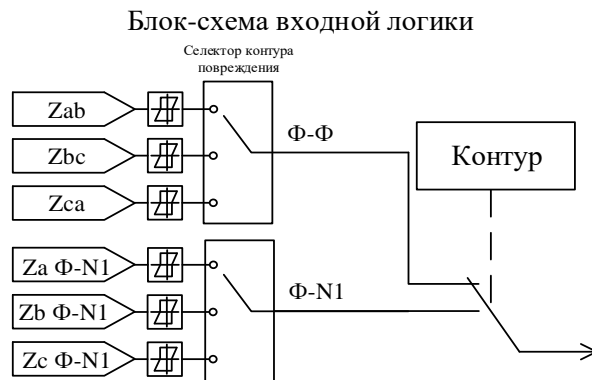 Блок-схема входной логики
Селектор контура
повреждения
Zab
Zbc
Zca
Ф-Ф
Контур
Za Ф-N1
Zb Ф-N1
Zc Ф-N1
Ф-N1